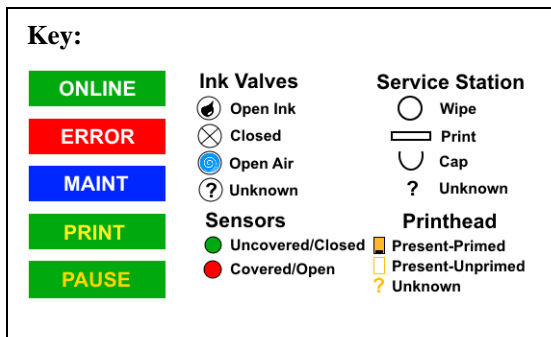 Key:
ONLINE
ERROR
MAINT
PRINT
PAUSE
Ink Valves
Open Ink
Closed
Open Air
? Unknown
Sensors
Uncovered/Closed
Covered/Open
Service Station
Wipe
Print
Cap
? Unknown
Printhead
Present-Primed
Present-Unprimed
? Unknown